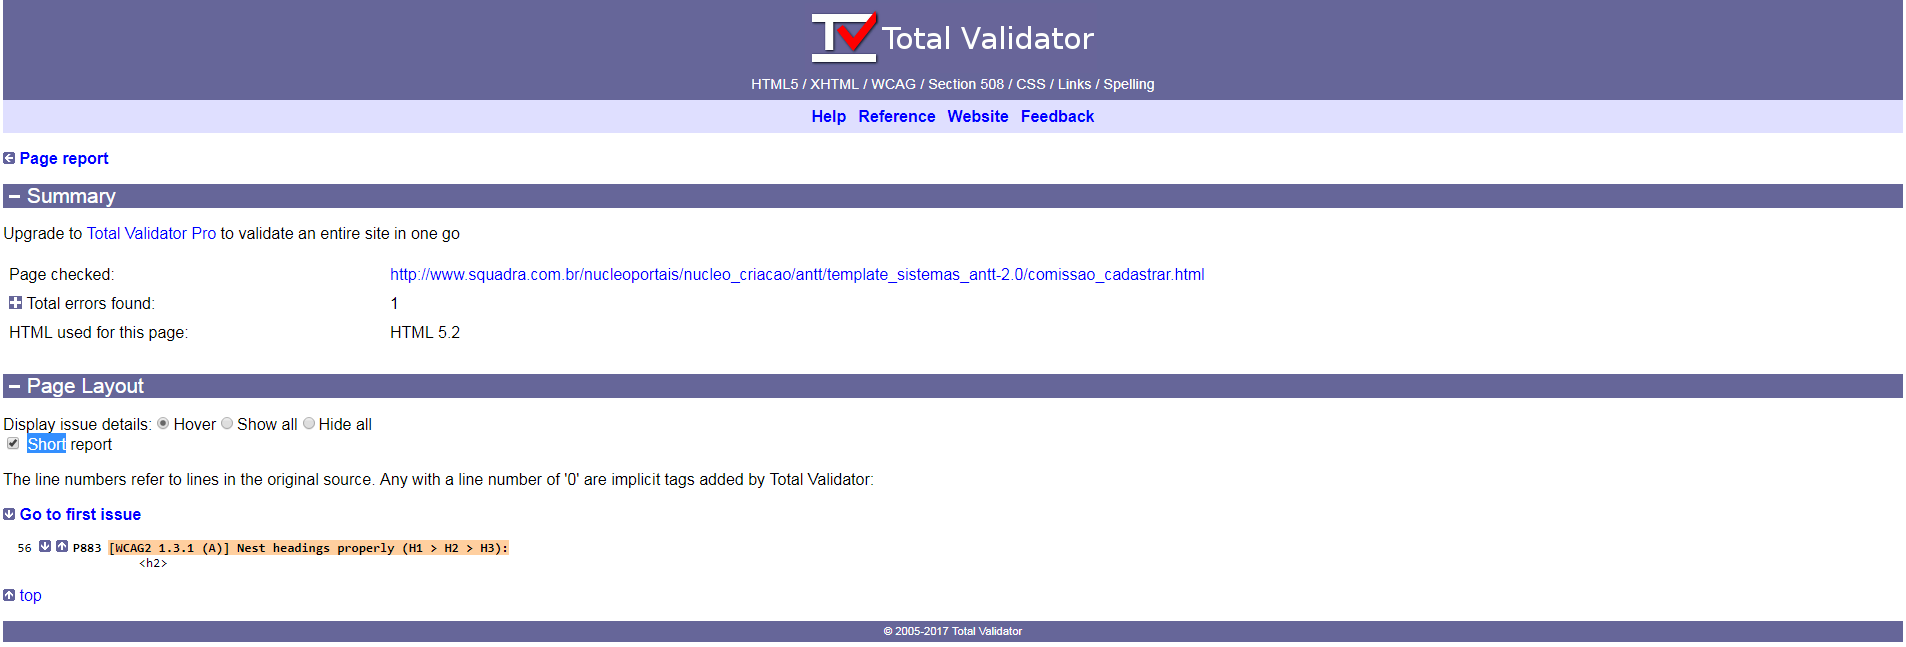 Total Validator
HTML5 / XHTML / WCAG / Section 508 / CSS / Links / Spelling
Help Reference Website Feedback
Page report
− Summary
Upgrade to Total Validator Pro to validate an entire site in one go
Page checked: http://www.squadra.com.br/nucleoportais/nucleo_criacao/antt/template_sistemas_antt-2.0/comissao_cadastrar.html
Total errors found: 1
HTML used for this page: HTML 5.2
− Page Layout
Display issue details: Hover Show all Hide all
Short report
The line numbers refer to lines in the original source. Any with a line number of '0' are implicit tags added by Total Validator:
Go to first issue
56 P883 [WCAG2 1.3.1 (A)] Nest headings properly (H1 > H2 > H3):
<h2>
top
© 2005-2017 Total Validator